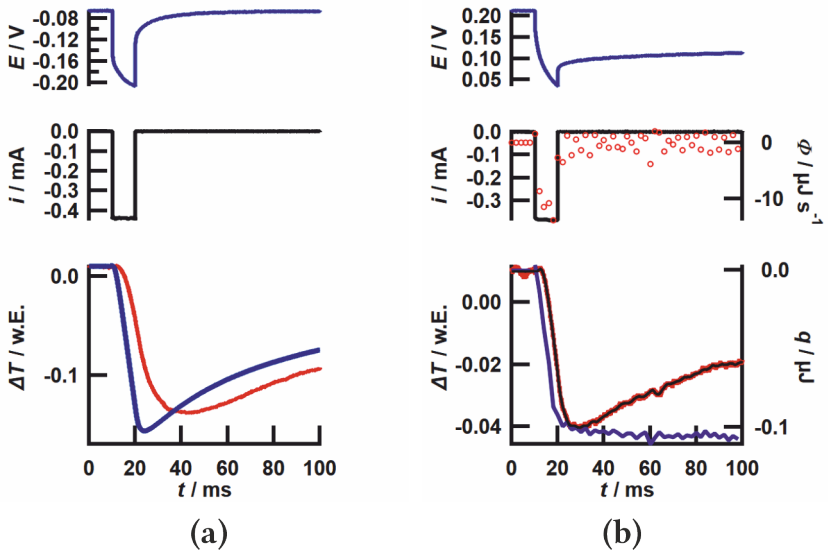 E / V
-0.08
-0.12
-0.16
-0.20
i / mA
0.0
-0.1
-0.2
-0.3
-0.4
ΔT / w.E.
0.0
-0.1
0 20 40 60 80 100
t / ms
(a)
E / V
0.20
0.15
0.10
0.05
i / mA
0.0
-0.1
-0.2
-0.3
0
-10
Φ / µJ s⁻¹
ΔT / w.E.
0.00
-0.02
-0.04
0.0
-0.1
q / µJ
0 20 40 60 80 100
t / ms
(b)